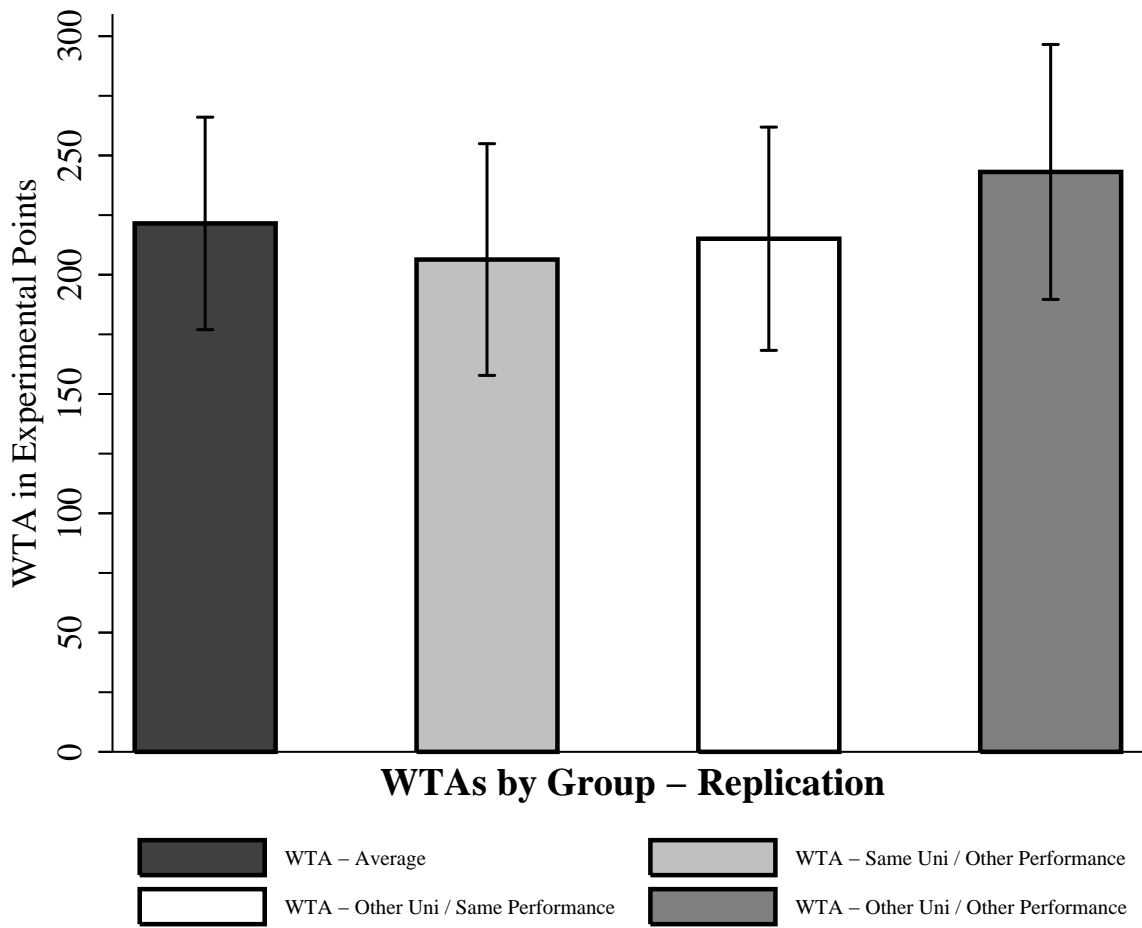 300
250
200
150
100
50
0
WTA in Experimental Points
WTAs by Group – Replication
WTA – Average
WTA – Same Uni / Other Performance
WTA – Other Uni / Same Performance
WTA – Other Uni / Other Performance